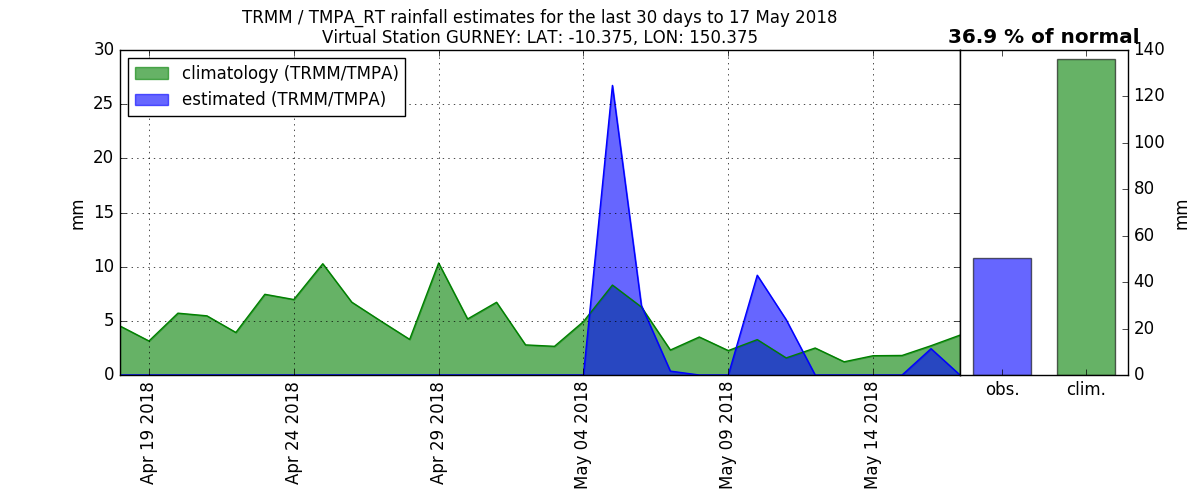 TRMM / TMPA_RT rainfall estimates for the last 30 days to 17 May 2018
Virtual Station GURNEY: LAT: -10.375, LON: 150.375
36.9 % of normal
climatology (TRMM/TMPA)
estimated (TRMM/TMPA)
30
25
20
15
10
5
0
mm
Apr 19 2018
Apr 24 2018
Apr 29 2018
May 04 2018
May 09 2018
May 14 2018
obs.
clim.
140
120
100
80
60
40
20
0
mm